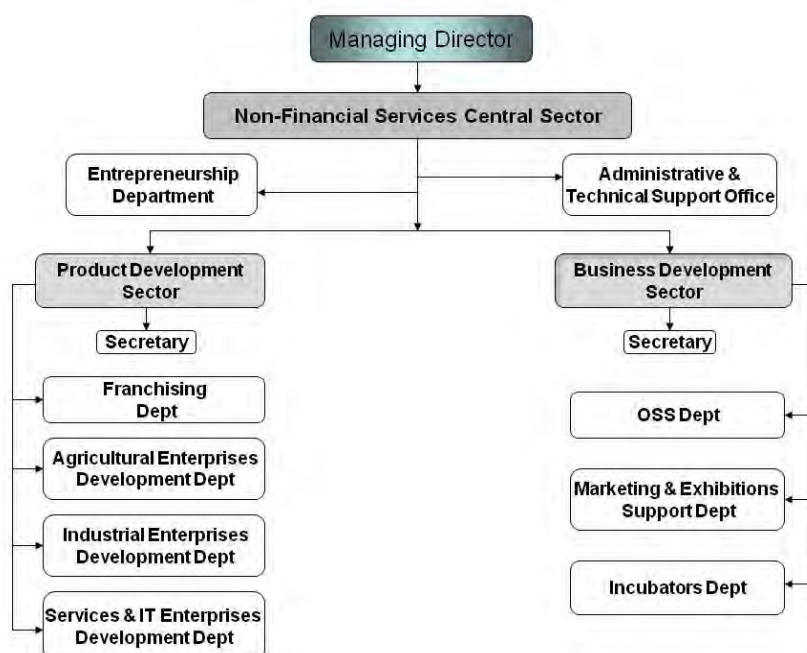 Managing Director
Non-Financial Services Central Sector
Entrepreneurship
Department
Administrative &
Technical Support Office
Product Development
Sector
Business Development
Sector
Secretary
Secretary
Franchising
Dept
Agricultural Enterprises
Development Dept
Industrial Enterprises
Development Dept
Services & IT Enterprises
Development Dept
OSS Dept
Marketing & Exhibitions
Support Dept
Incubators Dept